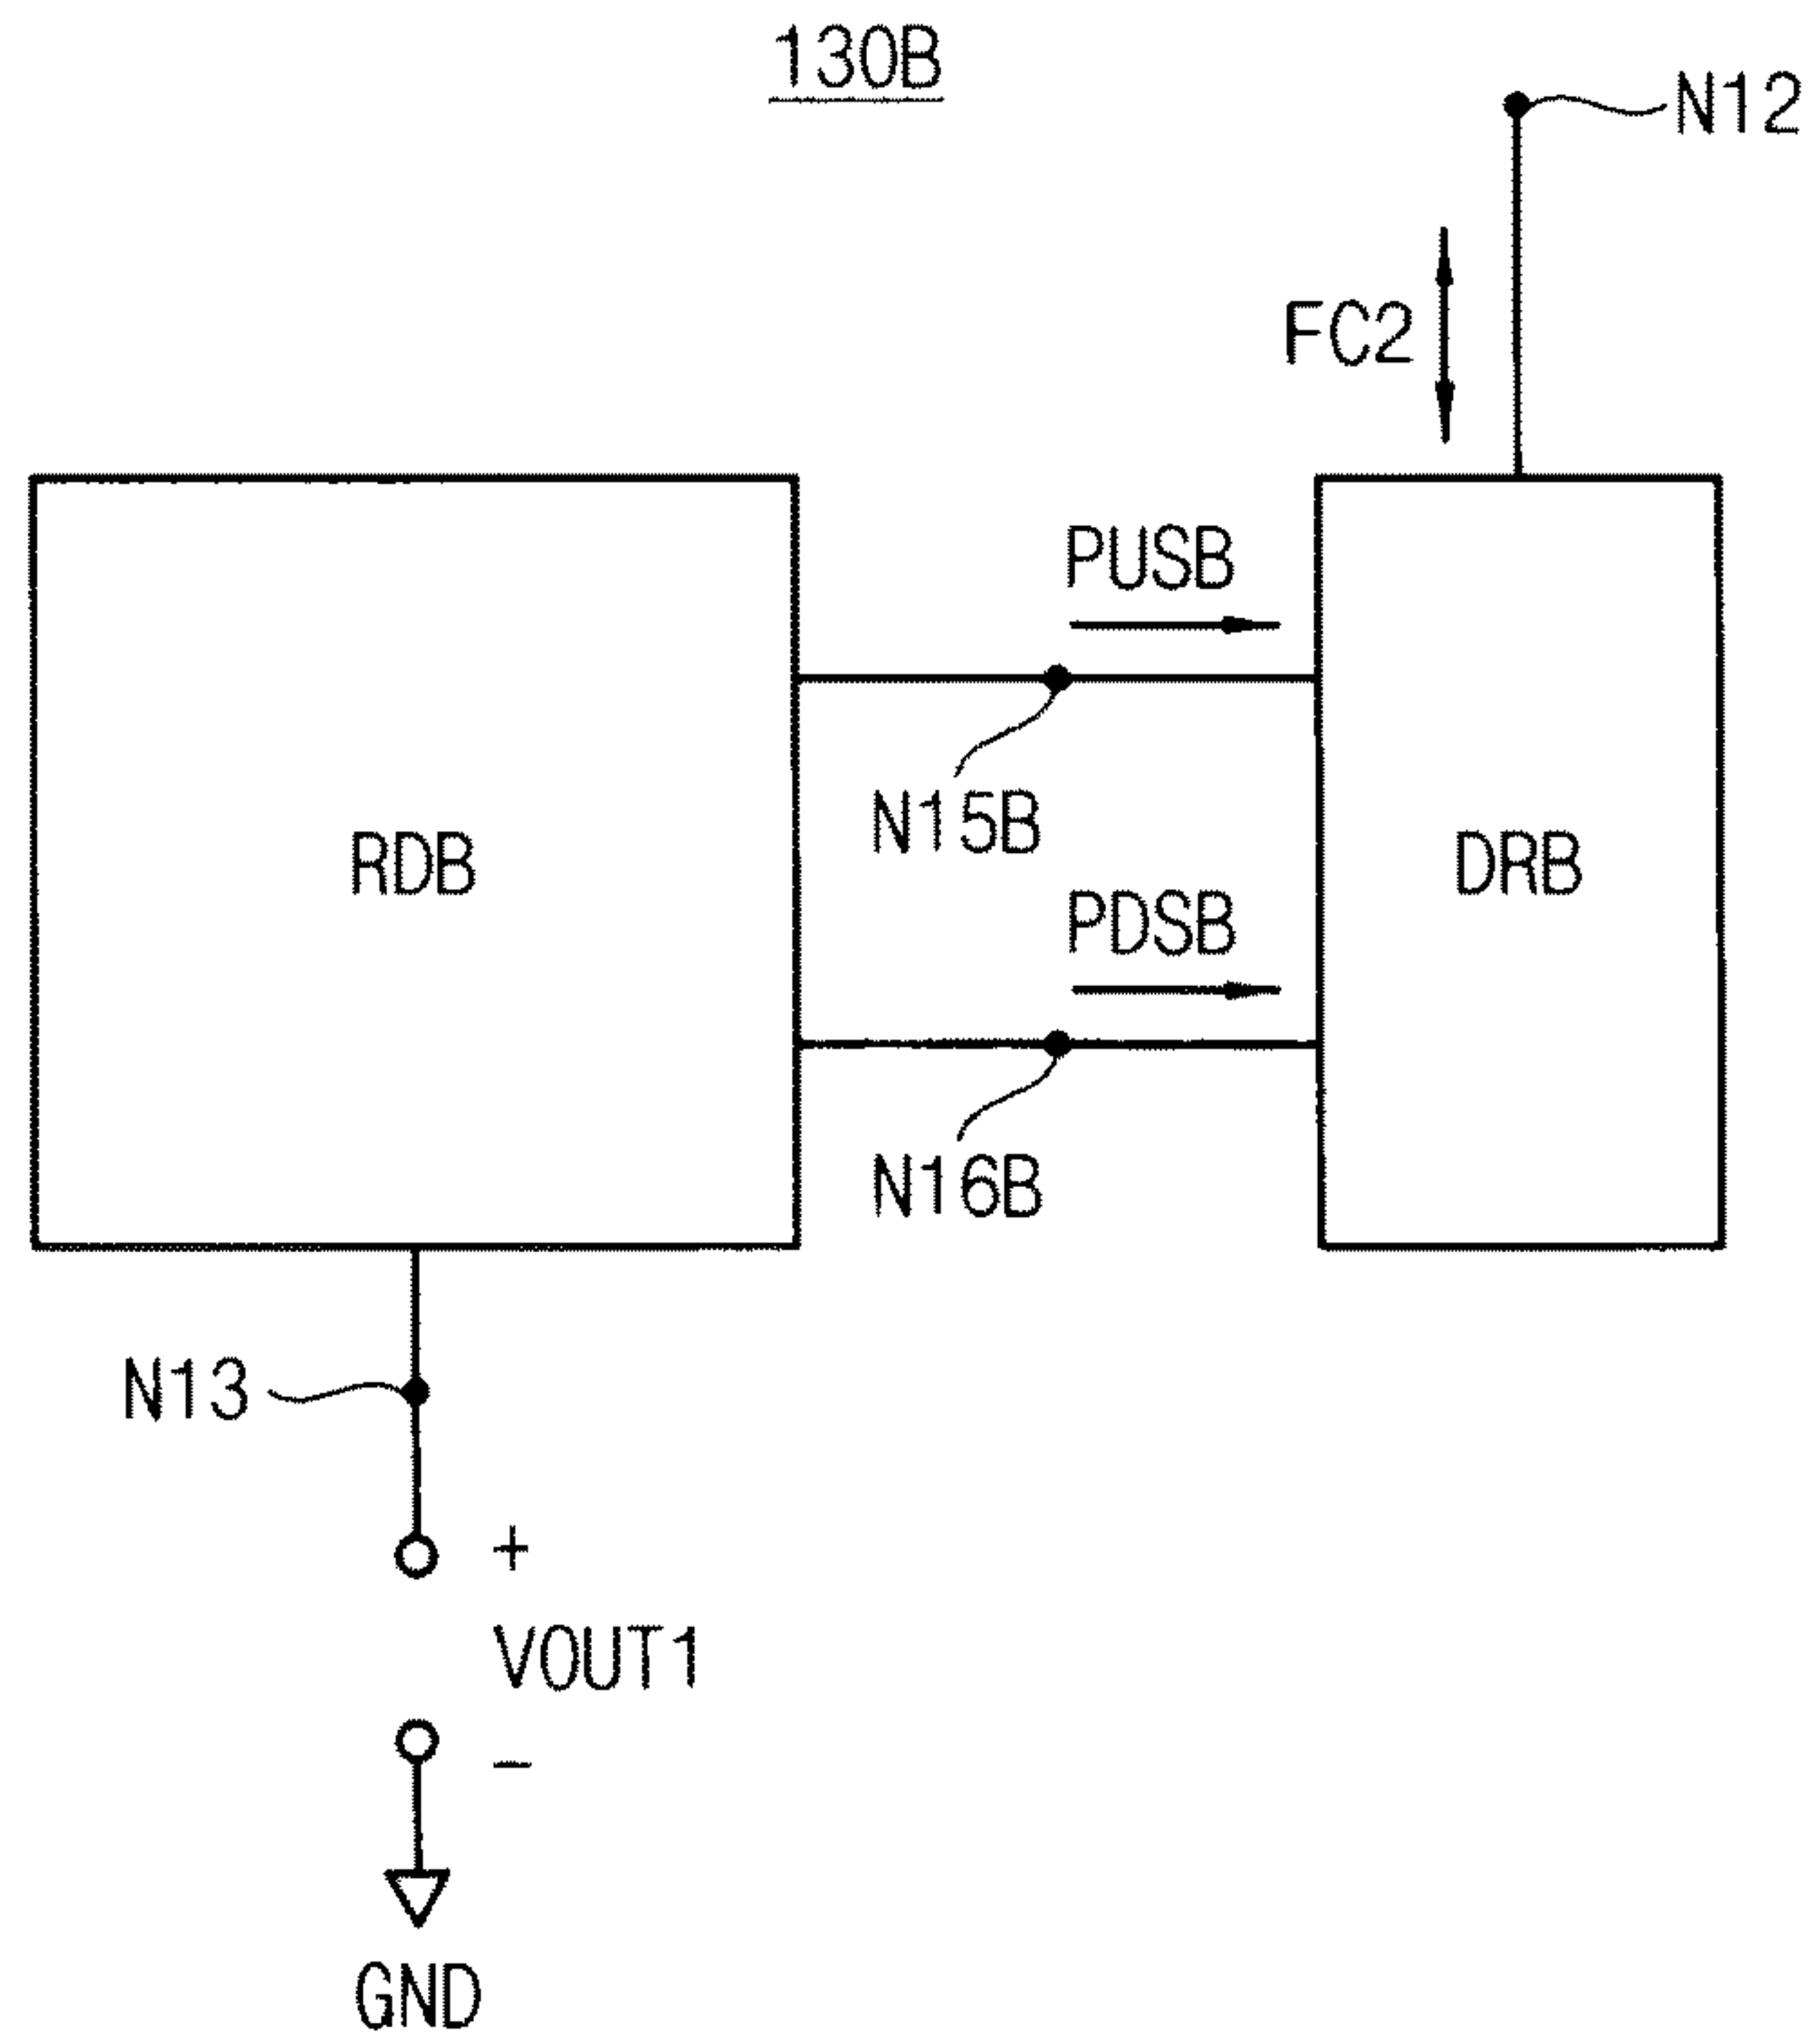 130B
N12
FC2
PUSB
N15B
RDB
DRB
PDSB
N16B
N13
+
VOUT1
−
GND